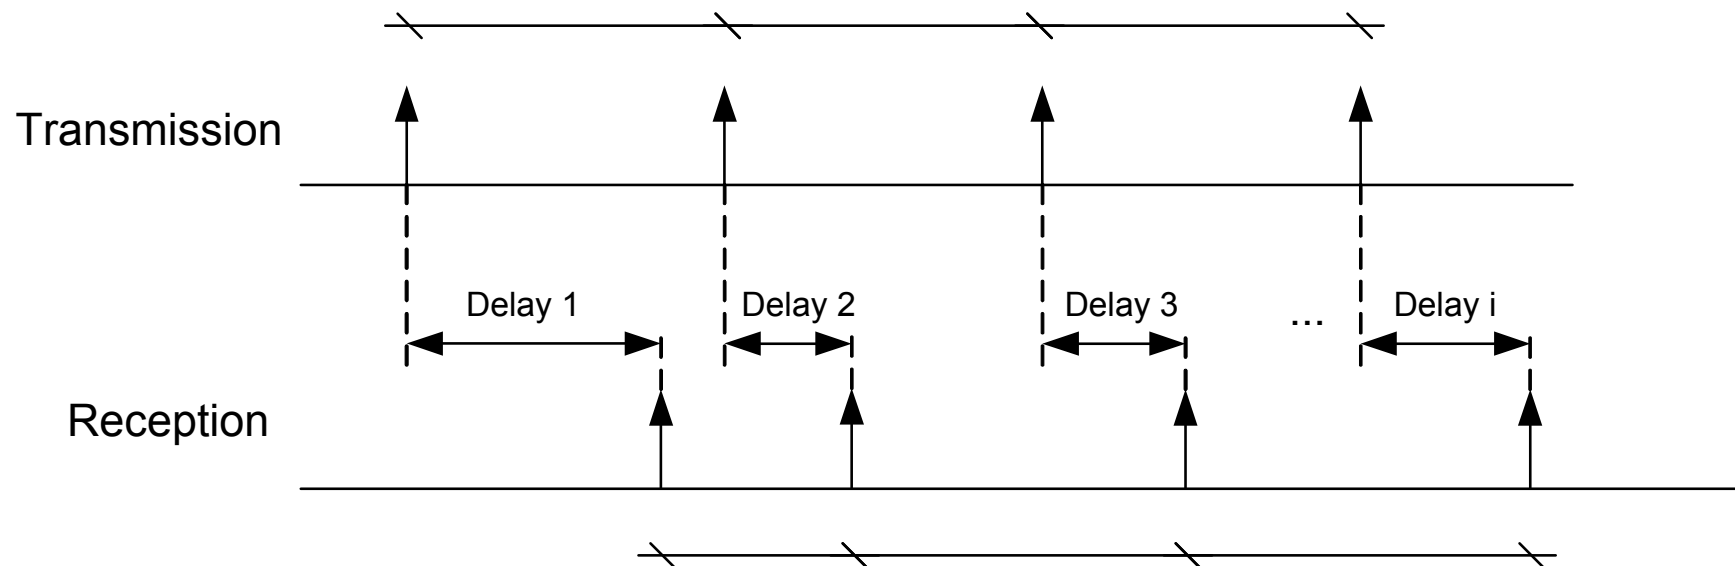 Transmission
Delay 1
Delay 2
Delay 3
...
Delay i
Reception